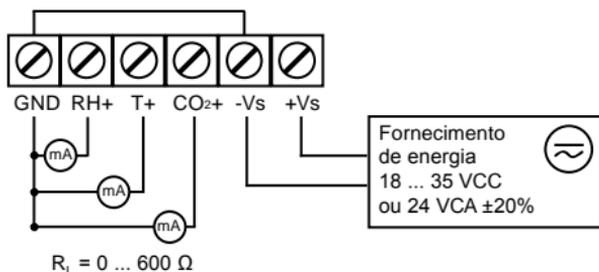 GND RH+ T+ CO2+ -Vs +Vs
mA
mA
mA
Fornecimento
de energia
18 ... 35 VCC
ou 24 VCA ±20%
RL = 0 ... 600 Ω